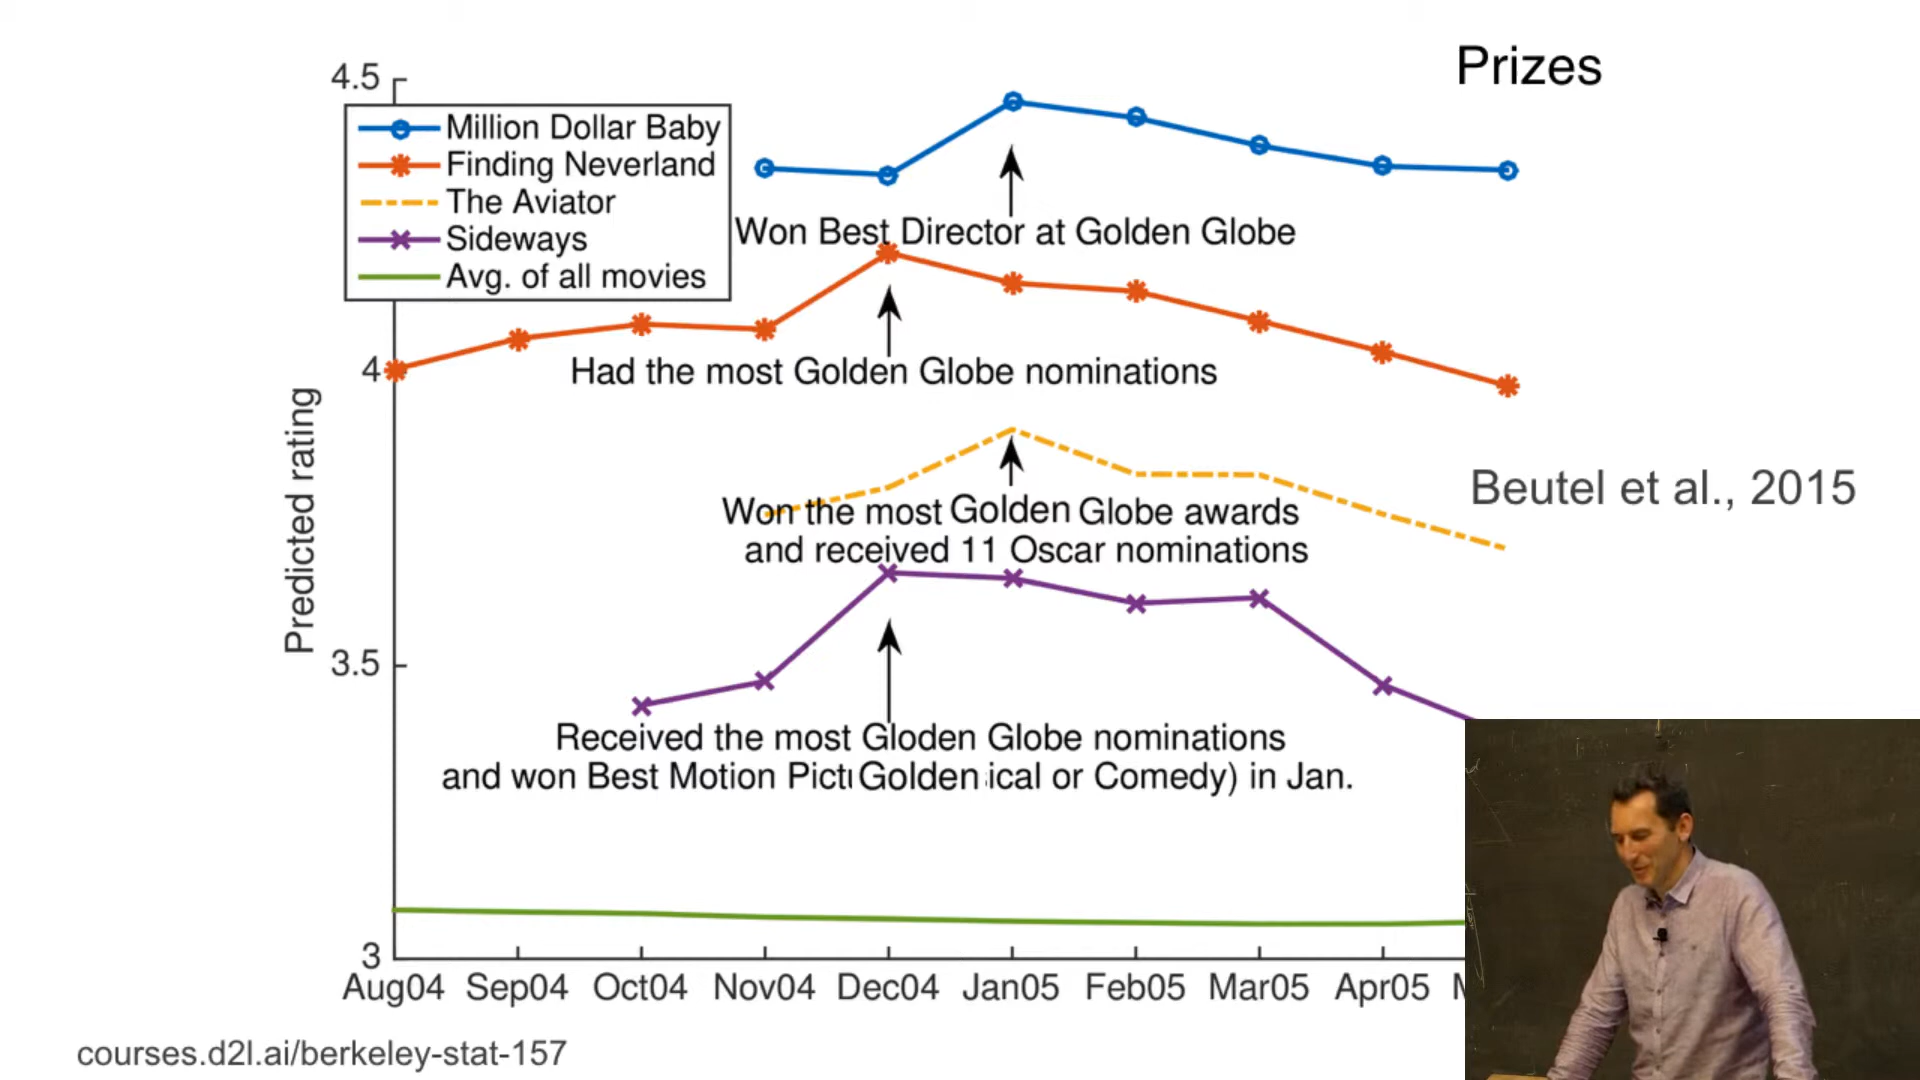 Prizes
4.5
Million Dollar Baby
Finding Neverland
The Aviator
Sideways
Avg. of all movies
Won Best Director at Golden Globe
Had the most Golden Globe nominations
4
Predicted rating
Won the most Golden Globe awards
and received 11 Oscar nominations
Beutel et al., 2015
3.5
Received the most Gloden Globe nominations
and won Best Motion Golden or Comedy) in Jan.
3
Aug04 Sep04 Oct04 Nov04 Dec04 Jan05 Feb05 Mar05 Apr05
courses.d2l.ai/berkeley-stat-157